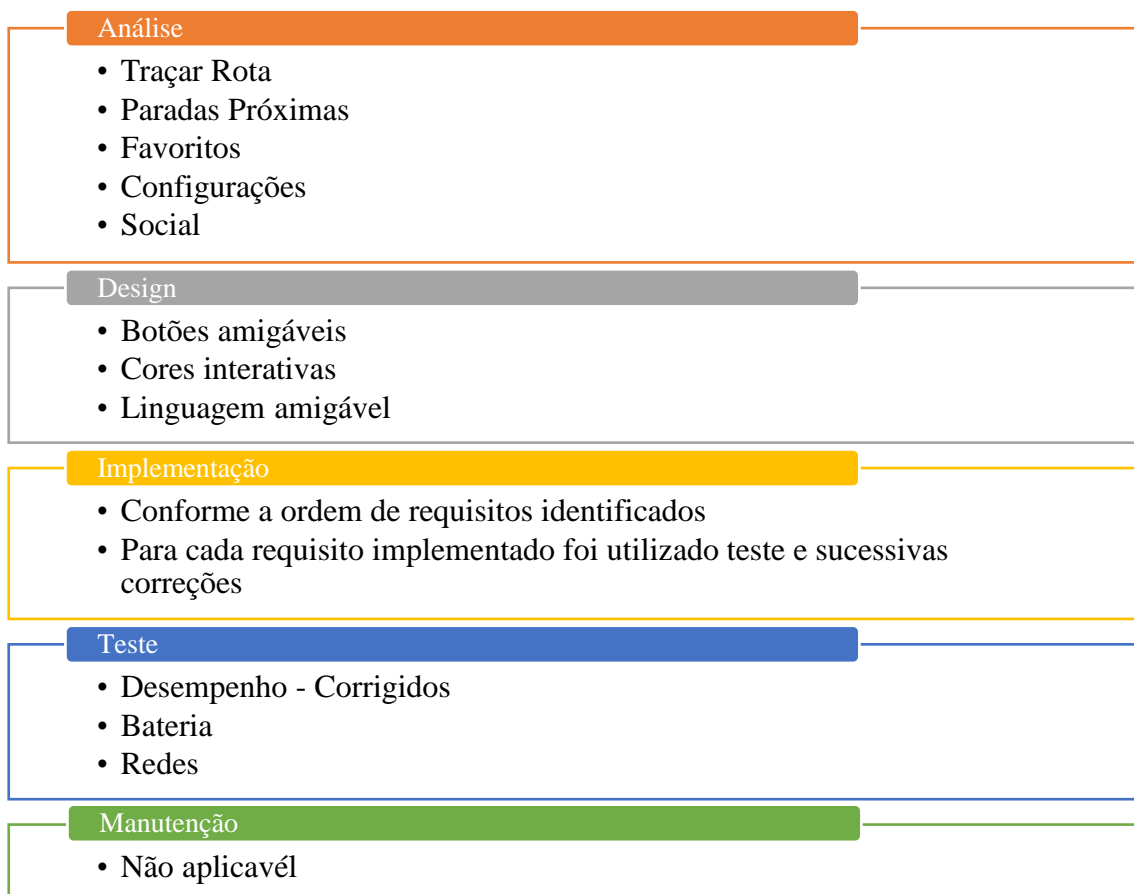 Análise
• Traçar Rota
• Paradas Próximas
• Favoritos
• Configurações
• Social
Design
• Botões amigáveis
• Cores interativas
• Linguagem amigável
Implementação
• Conforme a ordem de requisitos identificados
• Para cada requisito implementado foi utilizado teste e sucessivas
correções
Teste
• Desempenho - Corrigidos
• Bateria
• Redes
Manutenção
• Não aplicavél